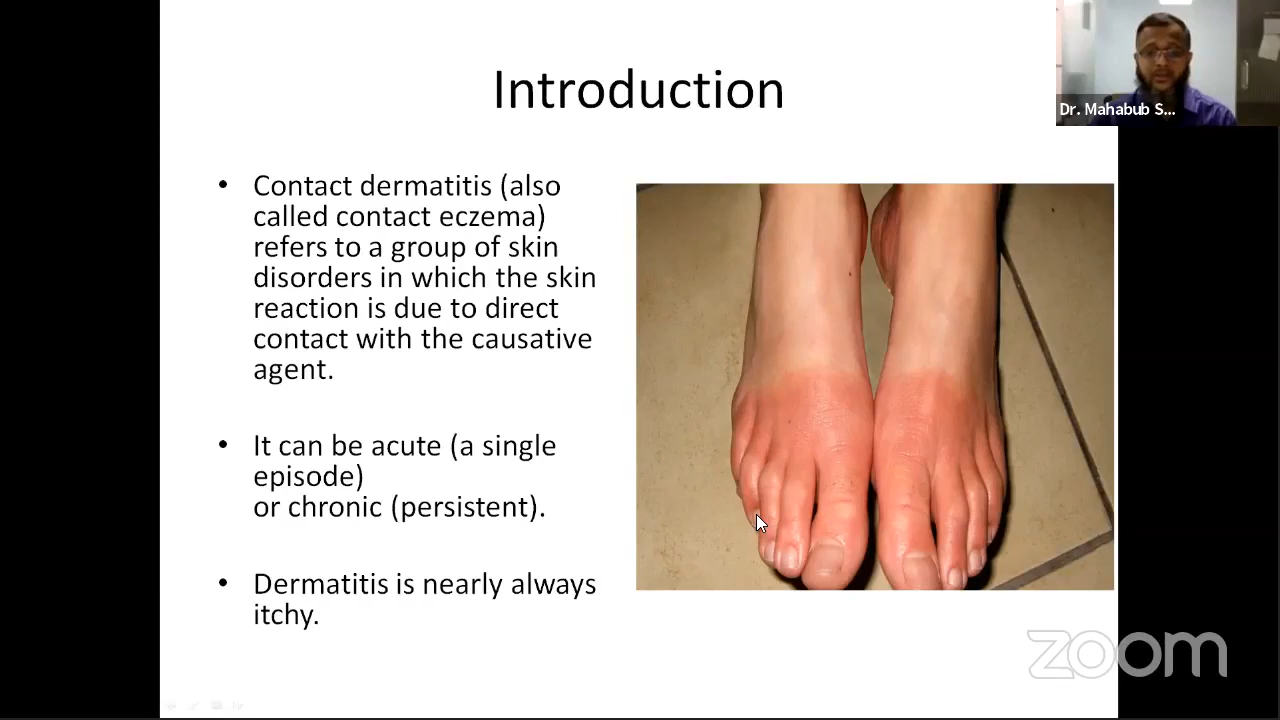 Introduction
Dr. Mahabub S...
• Contact dermatitis (also
called contact eczema)
refers to a group of skin
disorders in which the skin
reaction is due to direct
contact with the causative
agent.
• It can be acute (a single
episode)
or chronic (persistent).
• Dermatitis is nearly always
itchy.
zoom